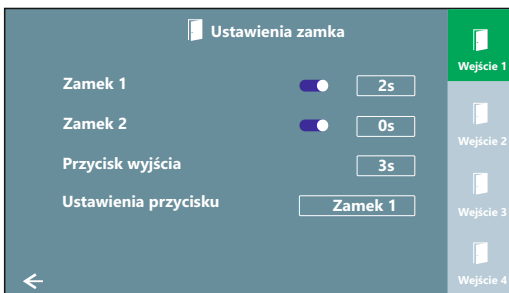 Ustawienia zamka
Zamek 1 2s
Zamek 2 0s
Przycisk wyjścia 3s
Ustawienia przycisku Zamek 1
Wejście 1
Wejście 2
Wejście 3
Wejście 4